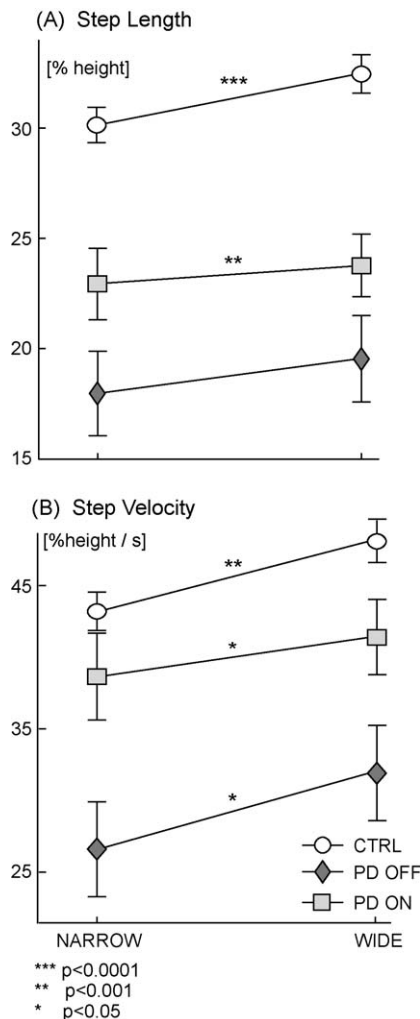 (A) Step Length
[% height]
***
30
**
25
20
15
(B) Step Velocity
[%height / s]
**
45
*
35
*
CTRL
PD OFF
25
PD ON
NARROW WIDE
*** p<0.0001
** p<0.001
* p<0.05